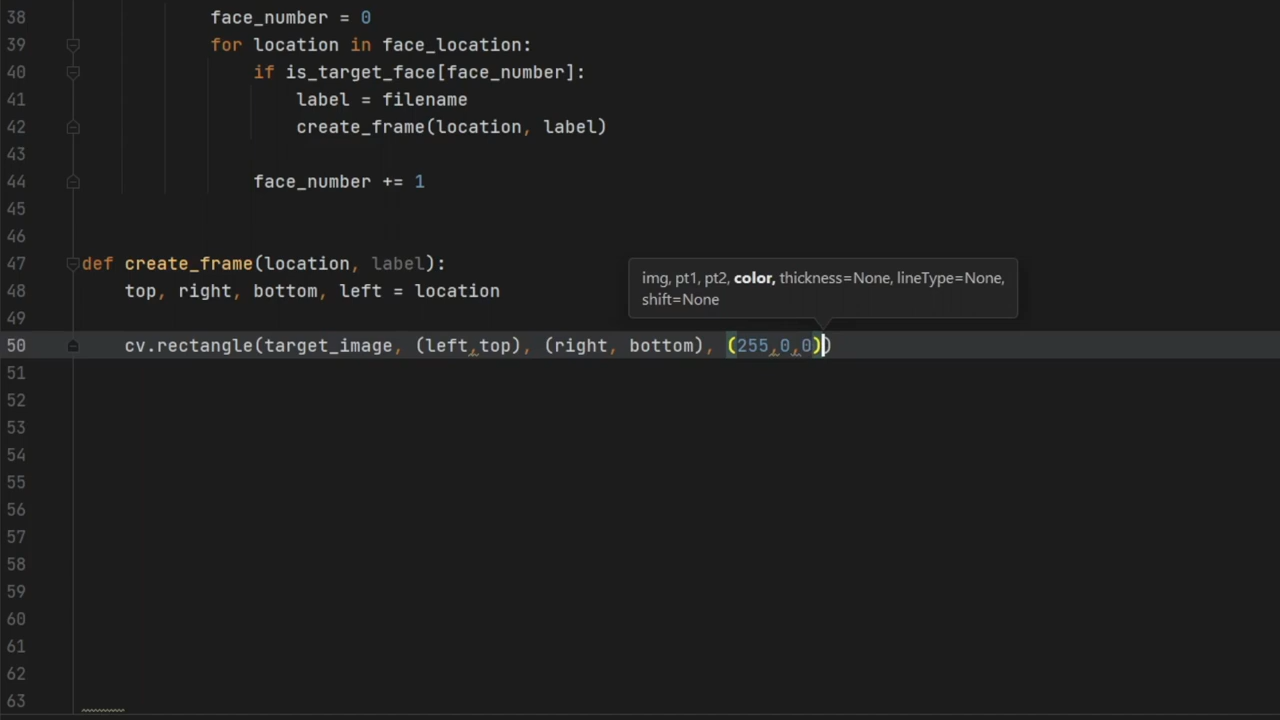 38 face_number = 0
39 for location in face_location:
40 if is_target_face[face_number]:
41 label = filename
42 create_frame(location, label)
43
44 face_number += 1
45
46
47 def create_frame(location, label):
48 top, right, bottom, left = location
img, pt1, pt2, color, thickness=None, lineType=None,
shift=None
49
50 cv.rectangle(target_image, (left,top), (right, bottom), (255,0,0))
51
52
53
54
55
56
57
58
59
60
61
62
63